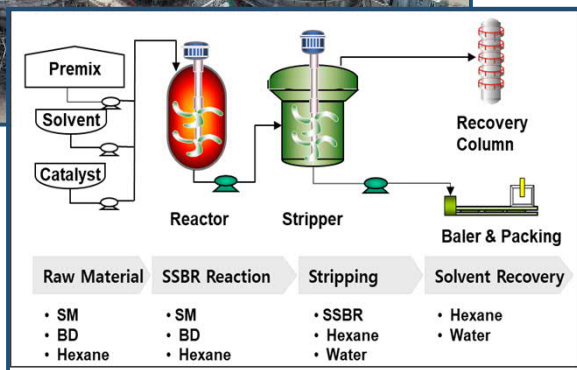 Premix
Solvent
Catalyst
Reactor
Stripper
Recovery
Column
Baler & Packing
Raw Material
SSBR Reaction
Stripping
Solvent Recovery
• SM
• BD
• Hexane
• SM
• BD
• Hexane
• SSBR
• Hexane
• Water
• Hexane
• Water